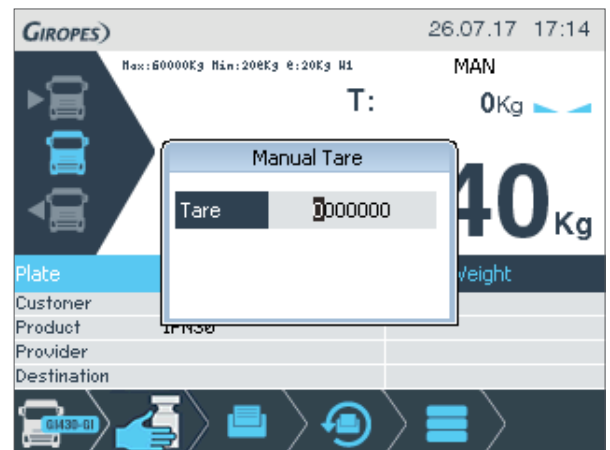 GIROPES) 26.07.17 17:14
Max:60000Kg Min:200Kg e:20Kg W1 MAN
T: 0Kg
Manual Tare
Tare 0000000
40Kg
Plate Weight
Customer
Product IPN30
Provider
Destination
GI430-GI